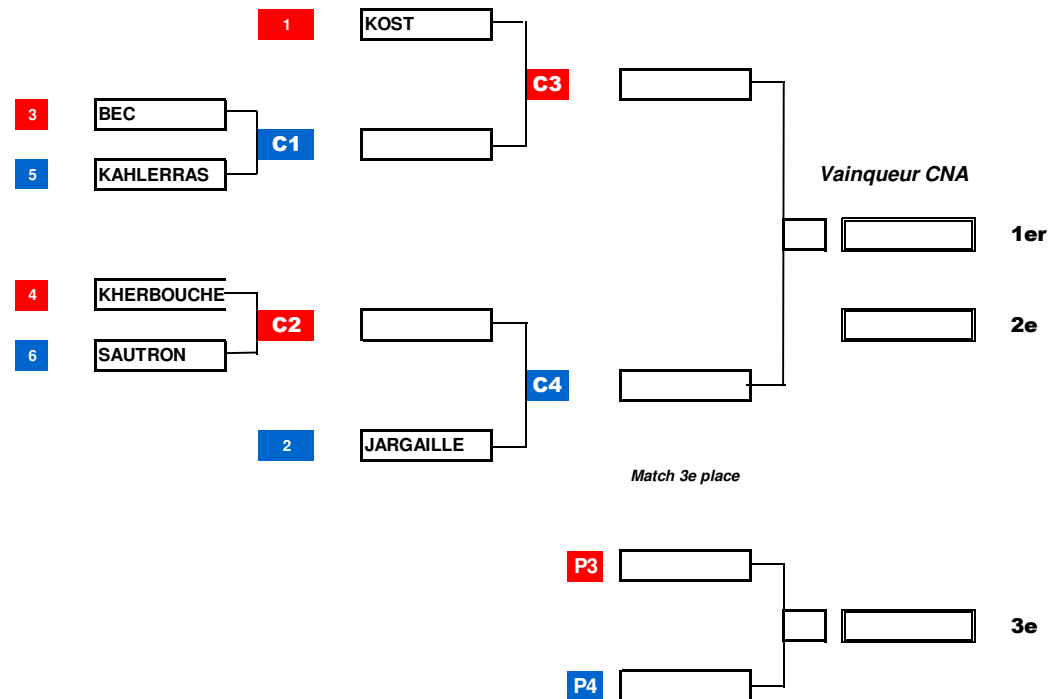 1 KOST
C3
3 BEC
C1
5 KAHLERRAS
Vainqueur CNA
1er
4 KHERBOUCHE
C2
2e
6 SAUTRON
C4
2 JARGAILLE
Match 3e place
P3
3e
P4